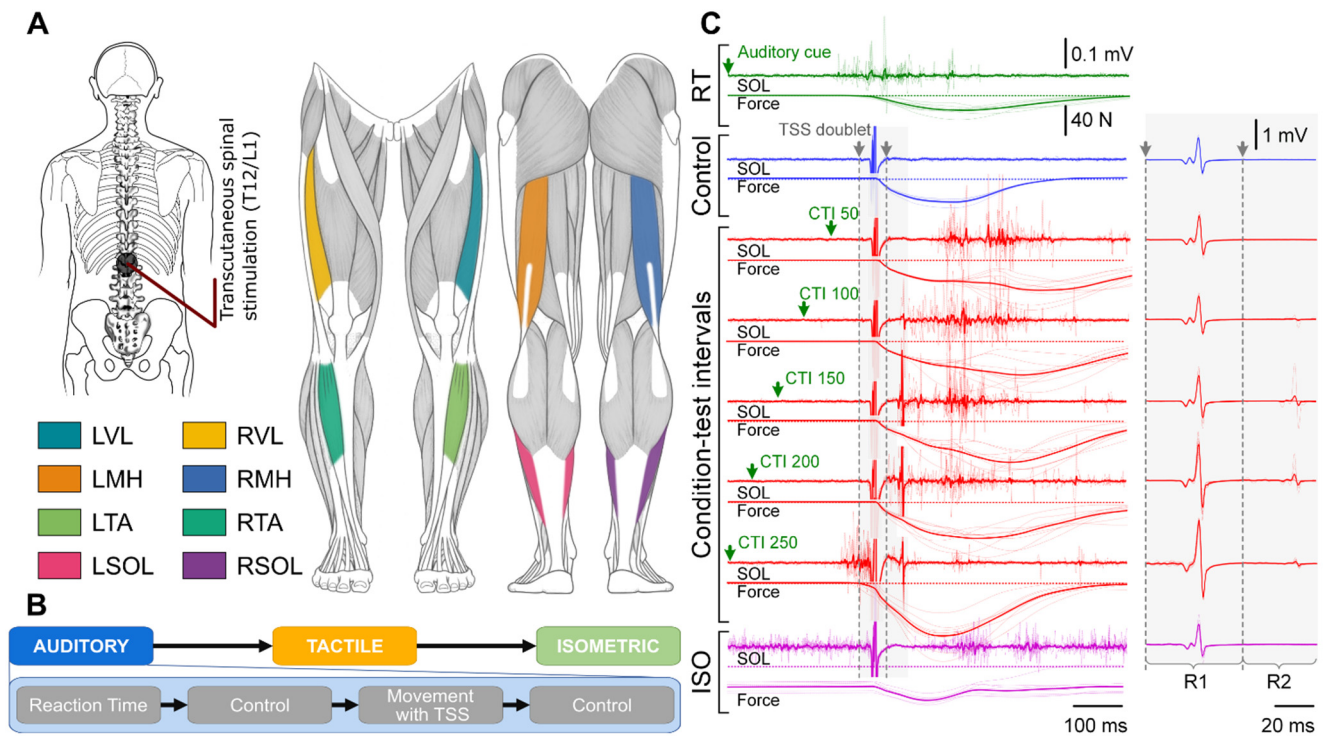 A
Transcutaneous spinal
stimulation (T12/L1)
LVL
RVL
LMH
RMH
LTA
RTA
LSOL
RSOL
B
AUDITORY
TACTILE
ISOMETRIC
Reaction Time
Control
Movement
with TSS
Control
C
RT
Auditory cue
0.1 mV
SOL
Force
40 N
Control
TSS doublet
1 mV
SOL
Force
Condition-test intervals
CTI 50
SOL
Force
CTI 100
SOL
Force
CTI 150
SOL
Force
CTI 200
SOL
Force
CTI 250
SOL
Force
ISO
SOL
Force
R1
R2
100 ms
20 ms